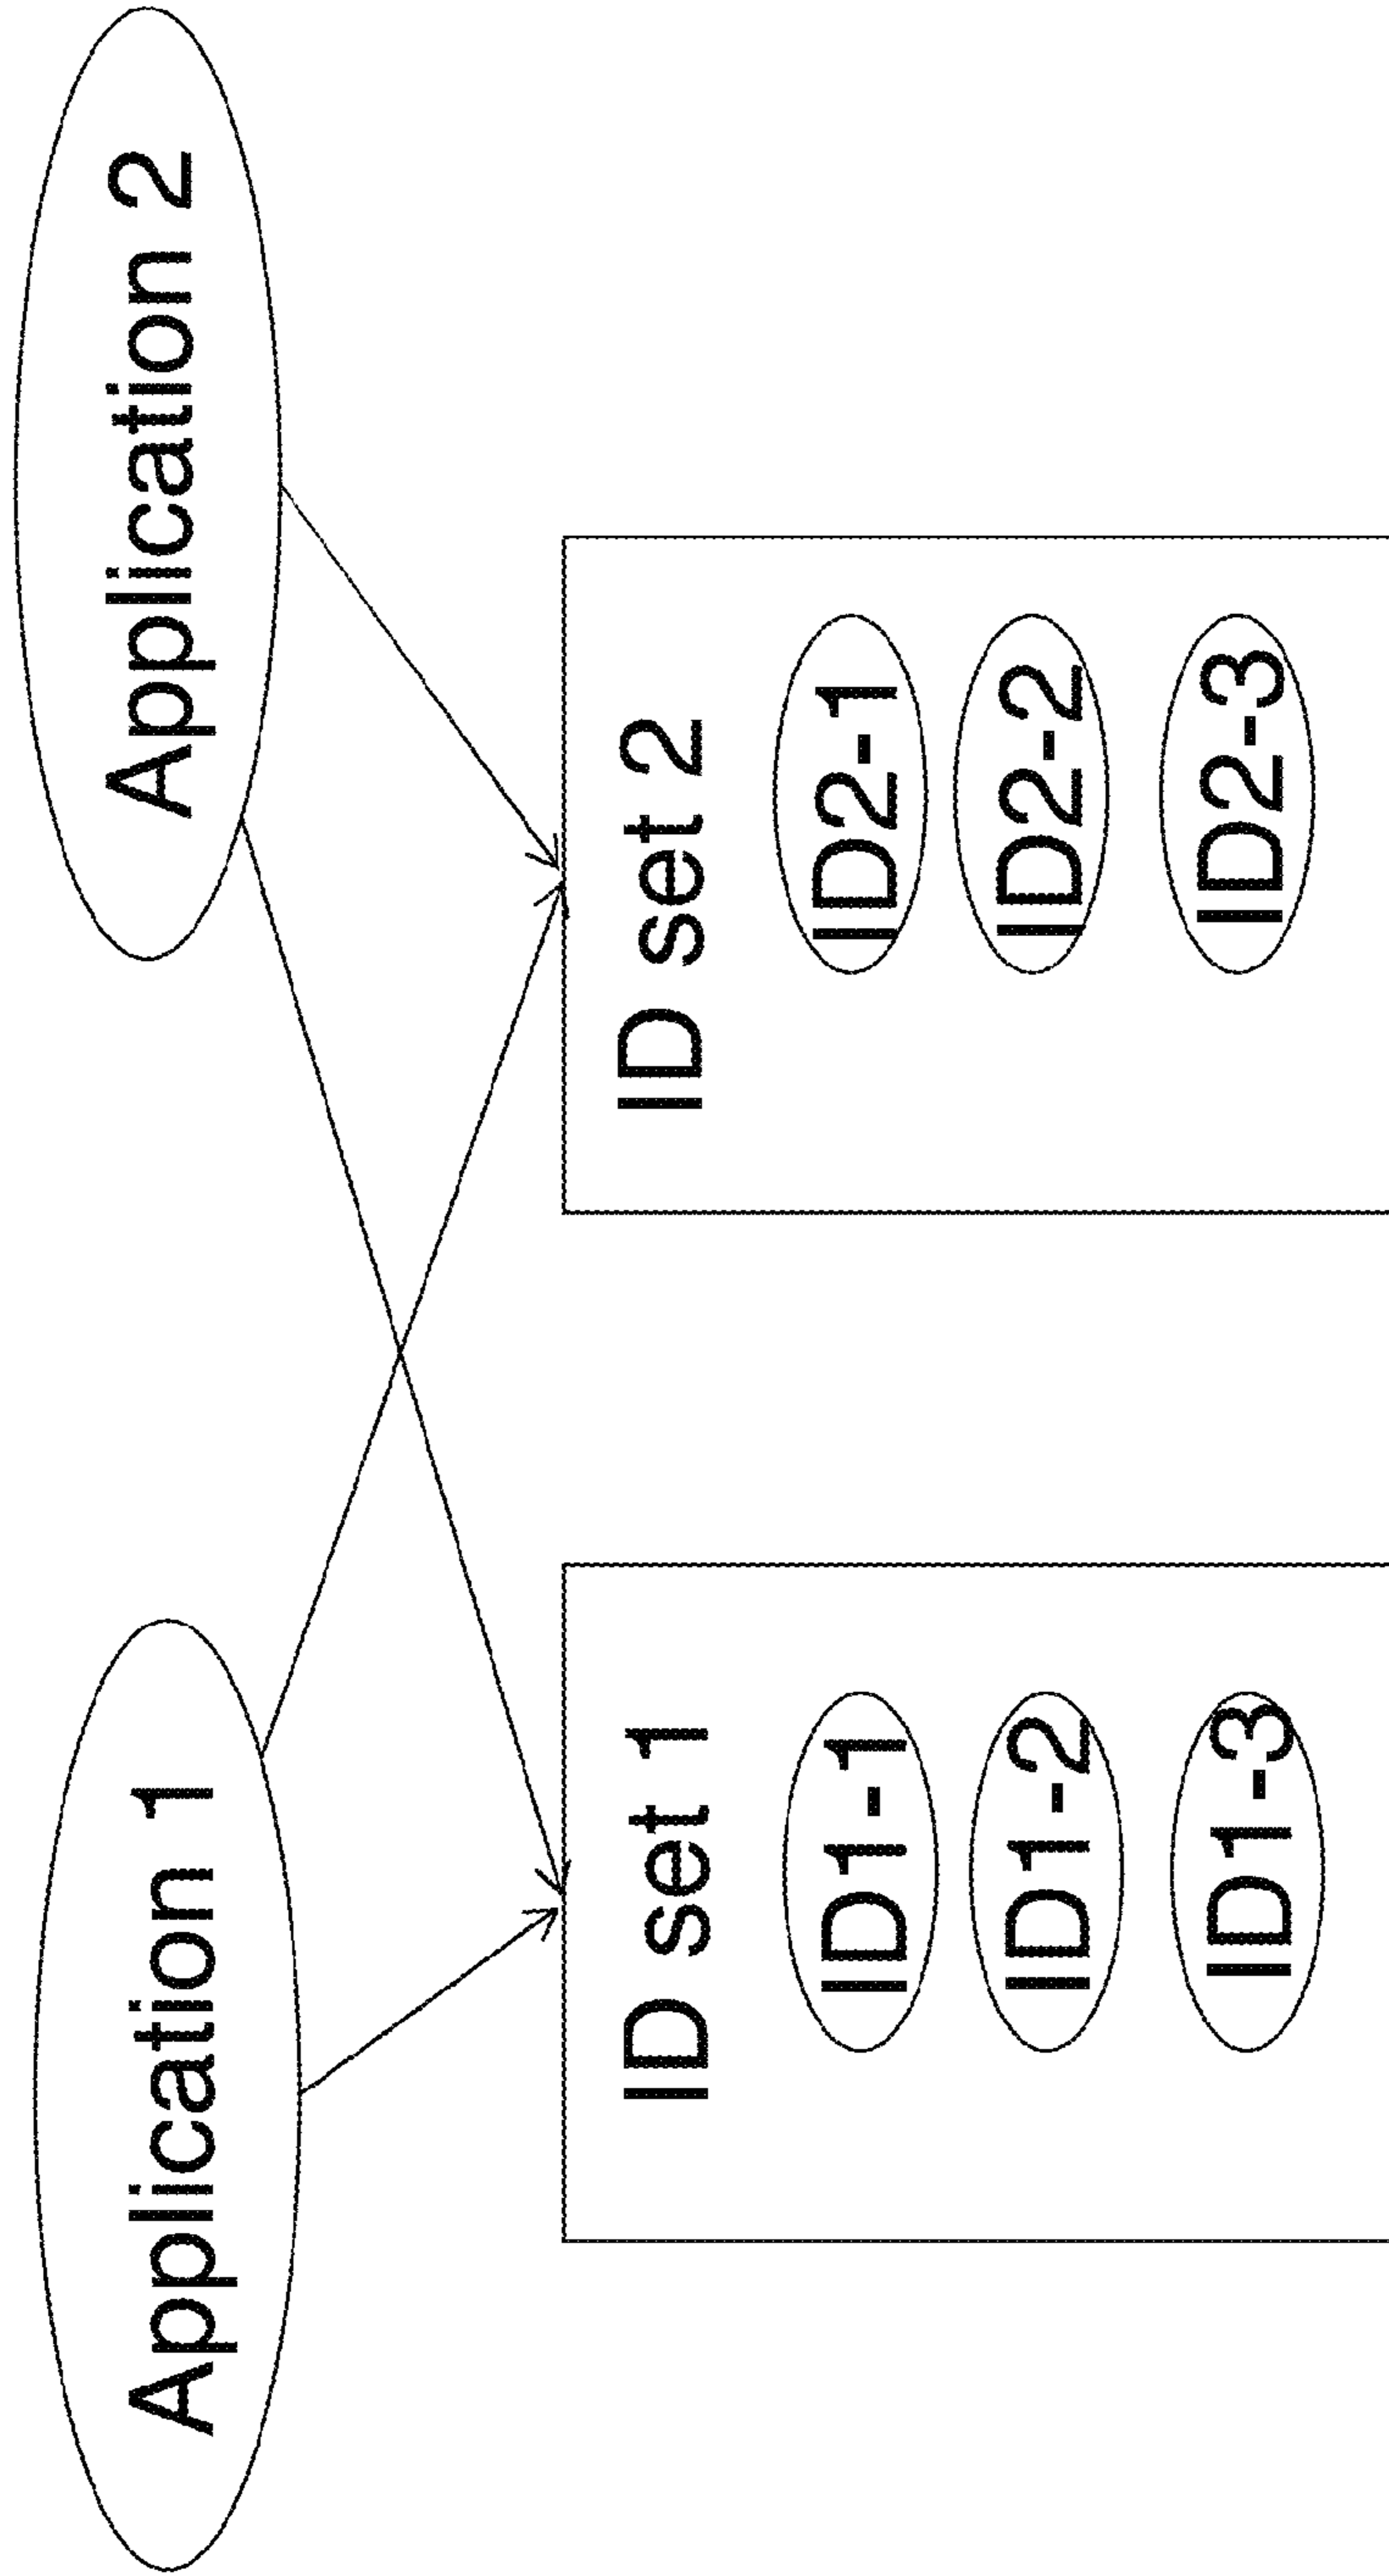 Application 1
Application 2
ID set 1
ID1-1
ID1-2
ID1-3
ID set 2
ID2-1
ID2-2
ID2-3